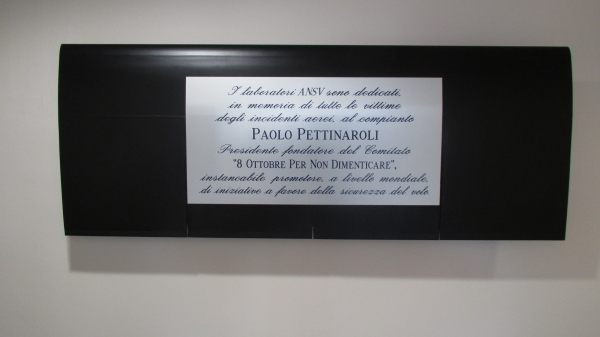 I laboratori ANSV sono dedicati,
in memoria di tutte le vittime
degli incidenti aerei, al compianto
PAOLO PETTINAROLI
Presidente fondatore del Comitato
"8 OTTOBRE PER NON DIMENTICARE",
instancabile promotore, a livello mondiale,
di iniziative a favore della sicurezza del volo.